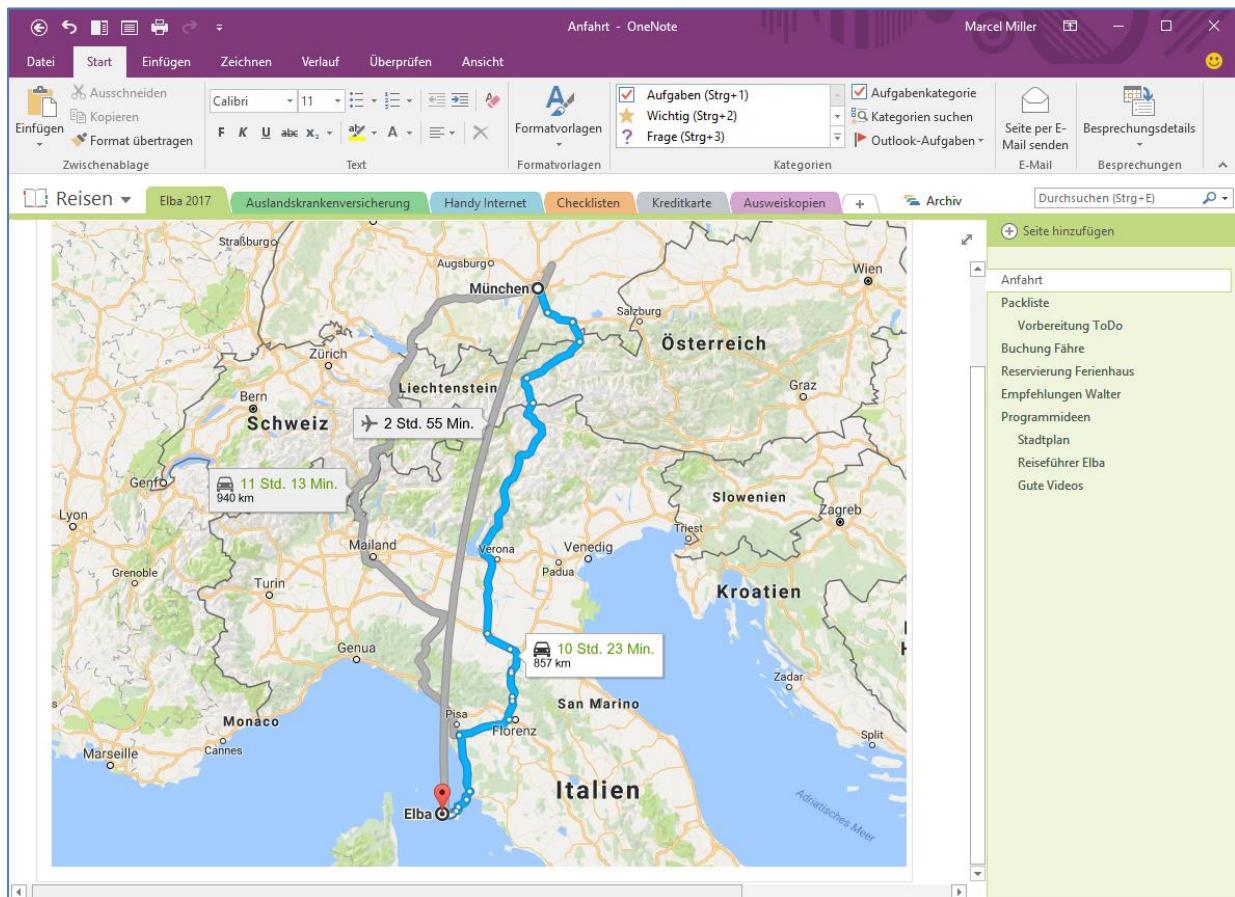 Anfahrt - OneNote
Marcel Miller
Datei Start Einfügen Zeichnen Verlauf Überprüfen Ansicht
Einfügen
Ausschneiden
Kopieren
Format übertragen
Zwischenablage
Calibri 11
F K U abc x₂ ab A
Text
Formatvorlagen
Formatvorlagen
Aufgaben (Strg+1)
Wichtig (Strg+2)
? Frage (Strg+3)
Aufgabenkategorie
Kategorien suchen
Outlook-Aufgaben
Kategorien
Seite per E-
Mail senden
E-Mail
Besprechungsdetails
Besprechungen
Reisen
Elba 2017 Auslandskrankenversicherung Handy Internet Checklisten Kreditkarte Ausweiskopien + Archiv
Durchsuchen (Strg+E)
Straßburg
Augsburg
Wien
München
Salzburg
Österreich
Zürich
Liechtenstein
Graz
Bern
Schweiz
2 Std. 55 Min.
Genf
11 Std. 13 Min.
940 km
Slowenien
Lyon
Zagreb
Triest
Mailand
Verona
Venedig
Padua
Grenoble
Turin
Kroatien
Genua
10 Std. 23 Min.
857 km
Zadar
San Marino
Monaco
Pisa
Florenz
Cannes
Split
Marseille
Italien
Elba
Adriatisches Meer
Seite hinzufügen
Anfahrt
Packliste
Vorbereitung ToDo
Buchung Fähre
Reservierung Ferienhaus
Empfehlungen Walter
Programmideen
Stadtplan
Reiseführer Elba
Gute Videos